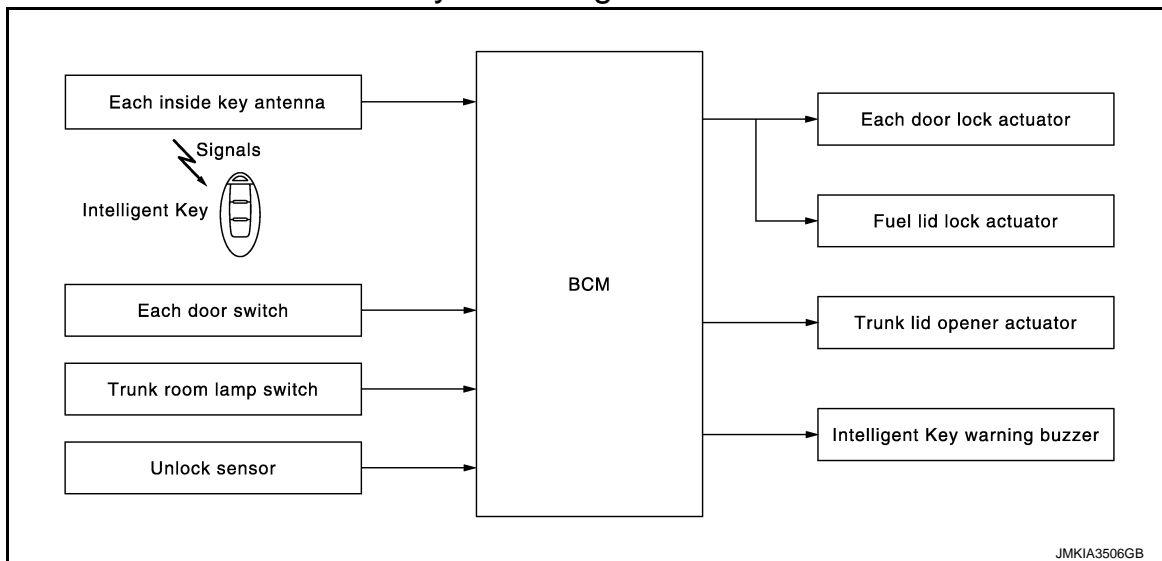 Each inside key antenna
Signals
Intelligent Key
Each door switch
Trunk room lamp switch
Unlock sensor
BCM
Each door lock actuator
Fuel lid lock actuator
Trunk lid opener actuator
Intelligent Key warning buzzer
JMKIA3506GB